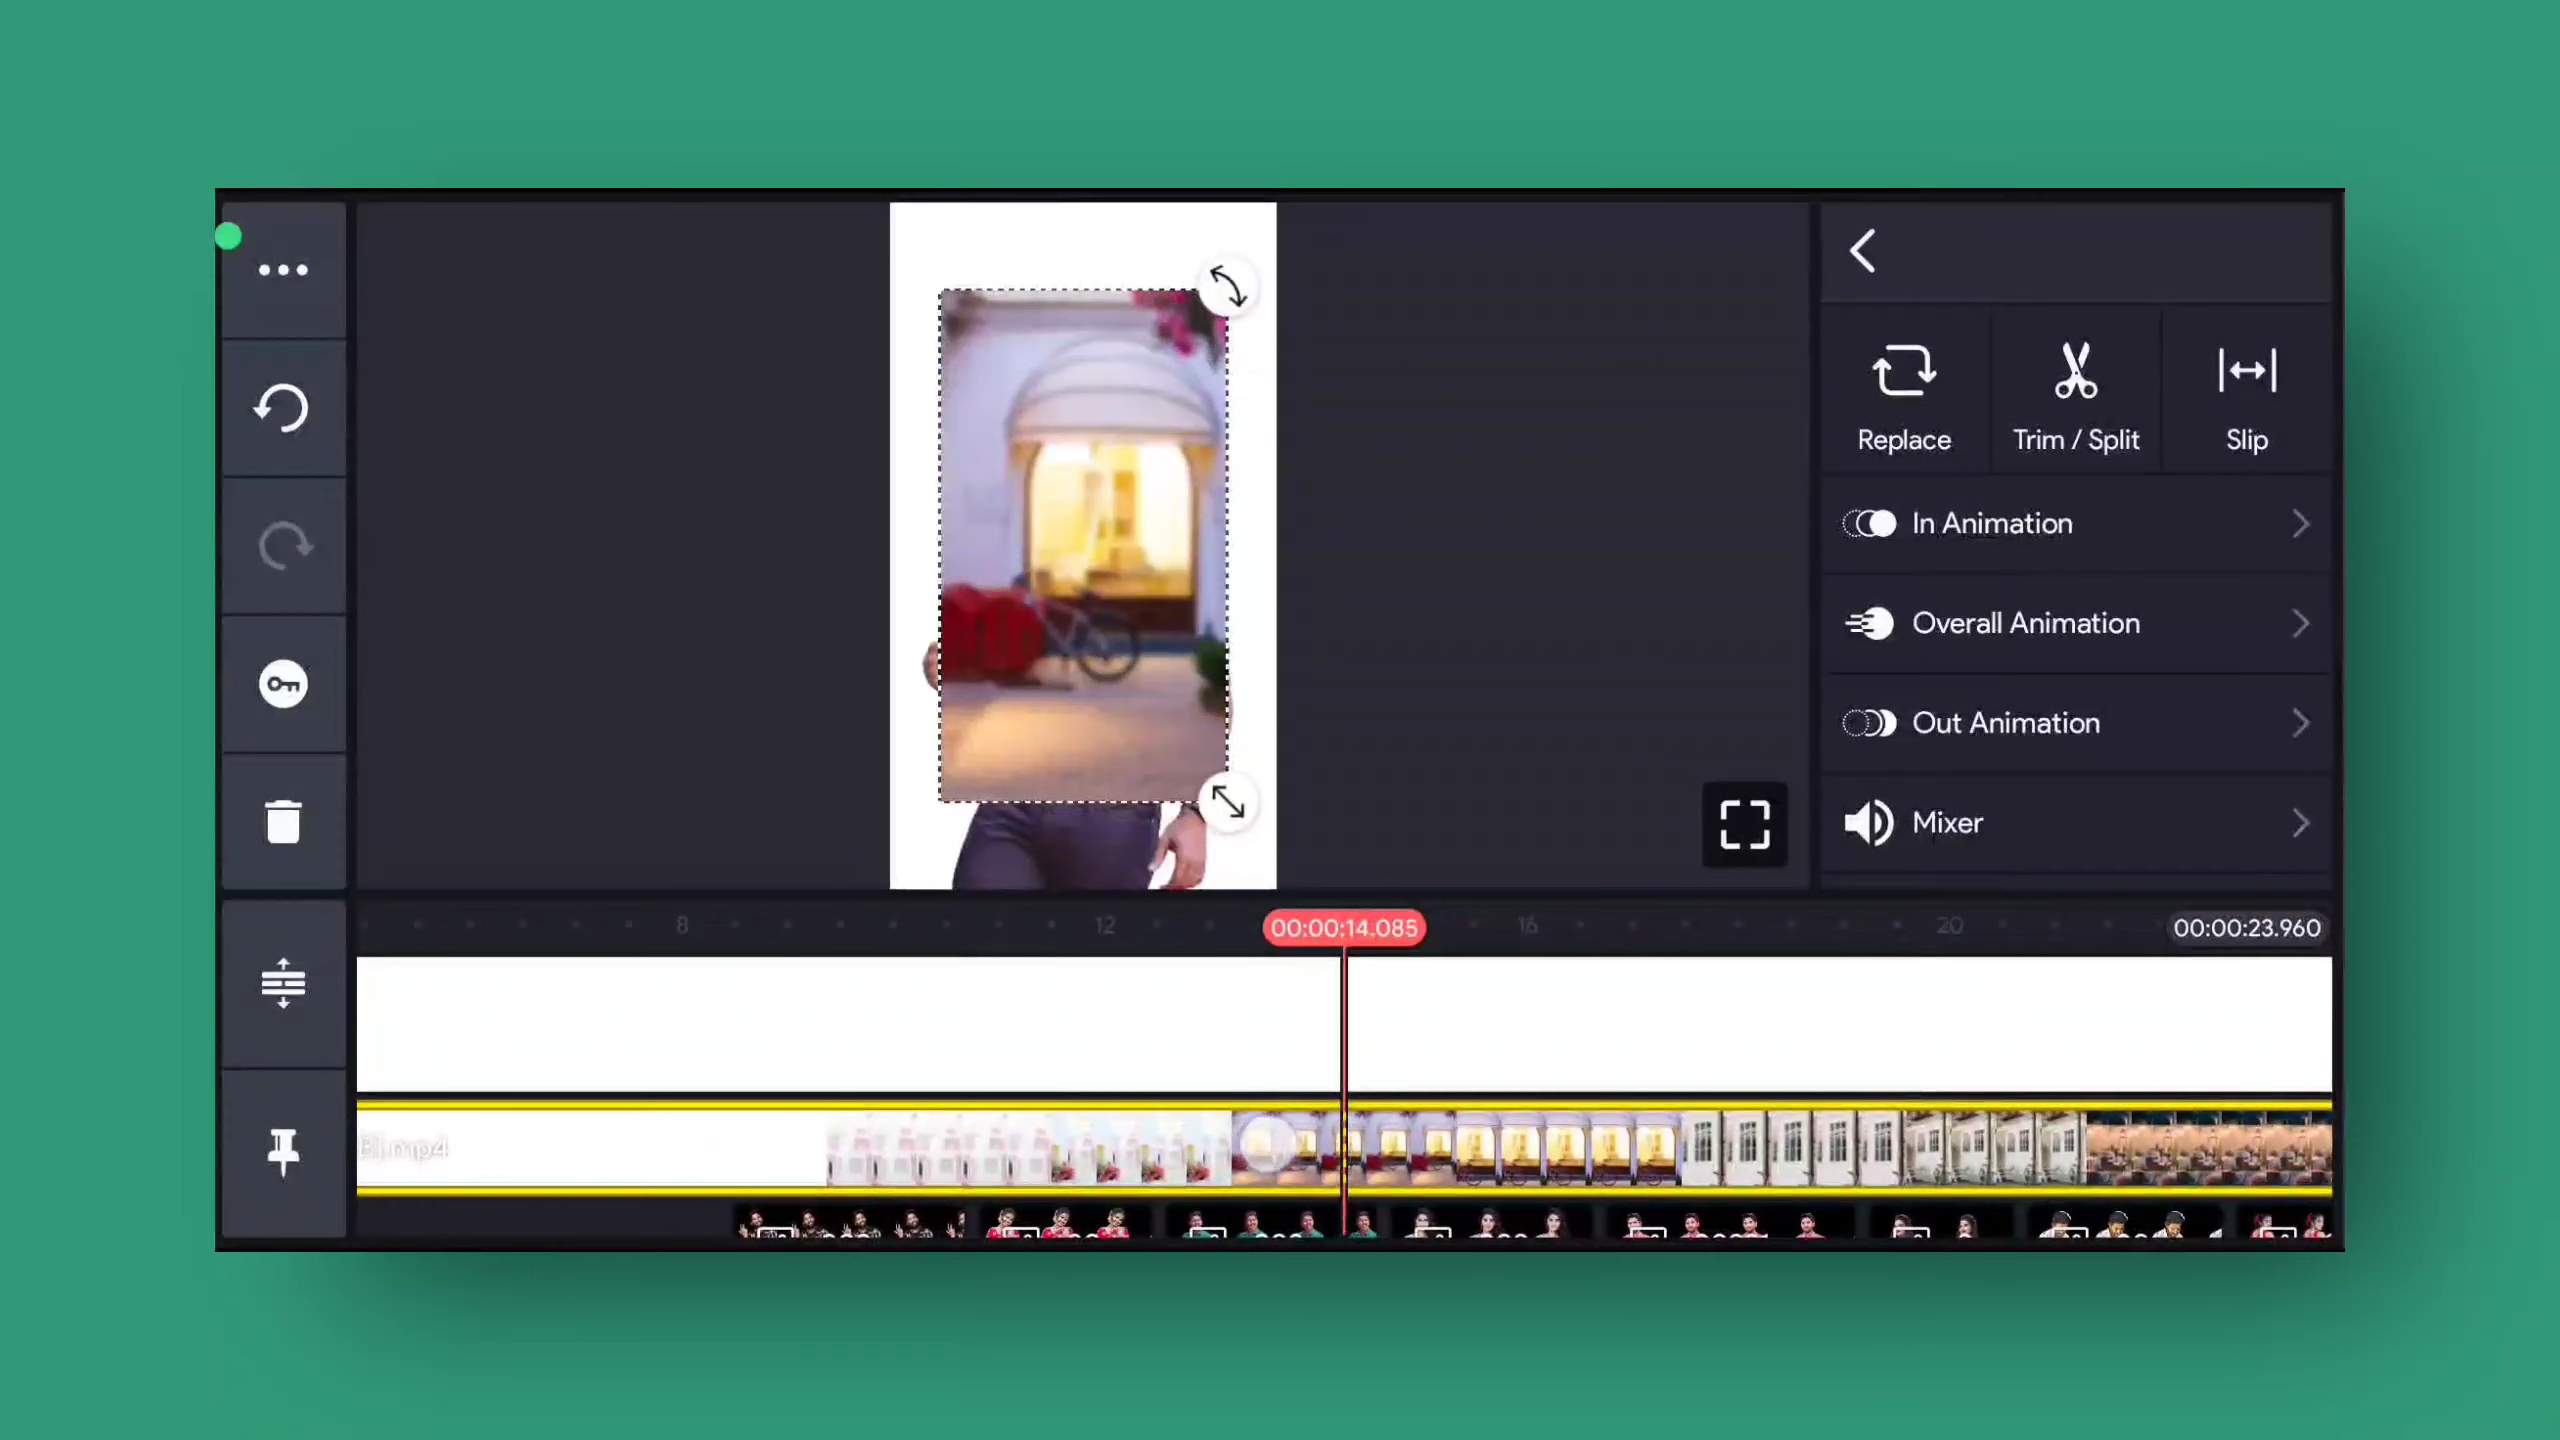 Replace
Trim / Split
Slip
In Animation
Overall Animation
Out Animation
Mixer
8
12
00:00:14.085
16
20
00:00:23.960
mp4